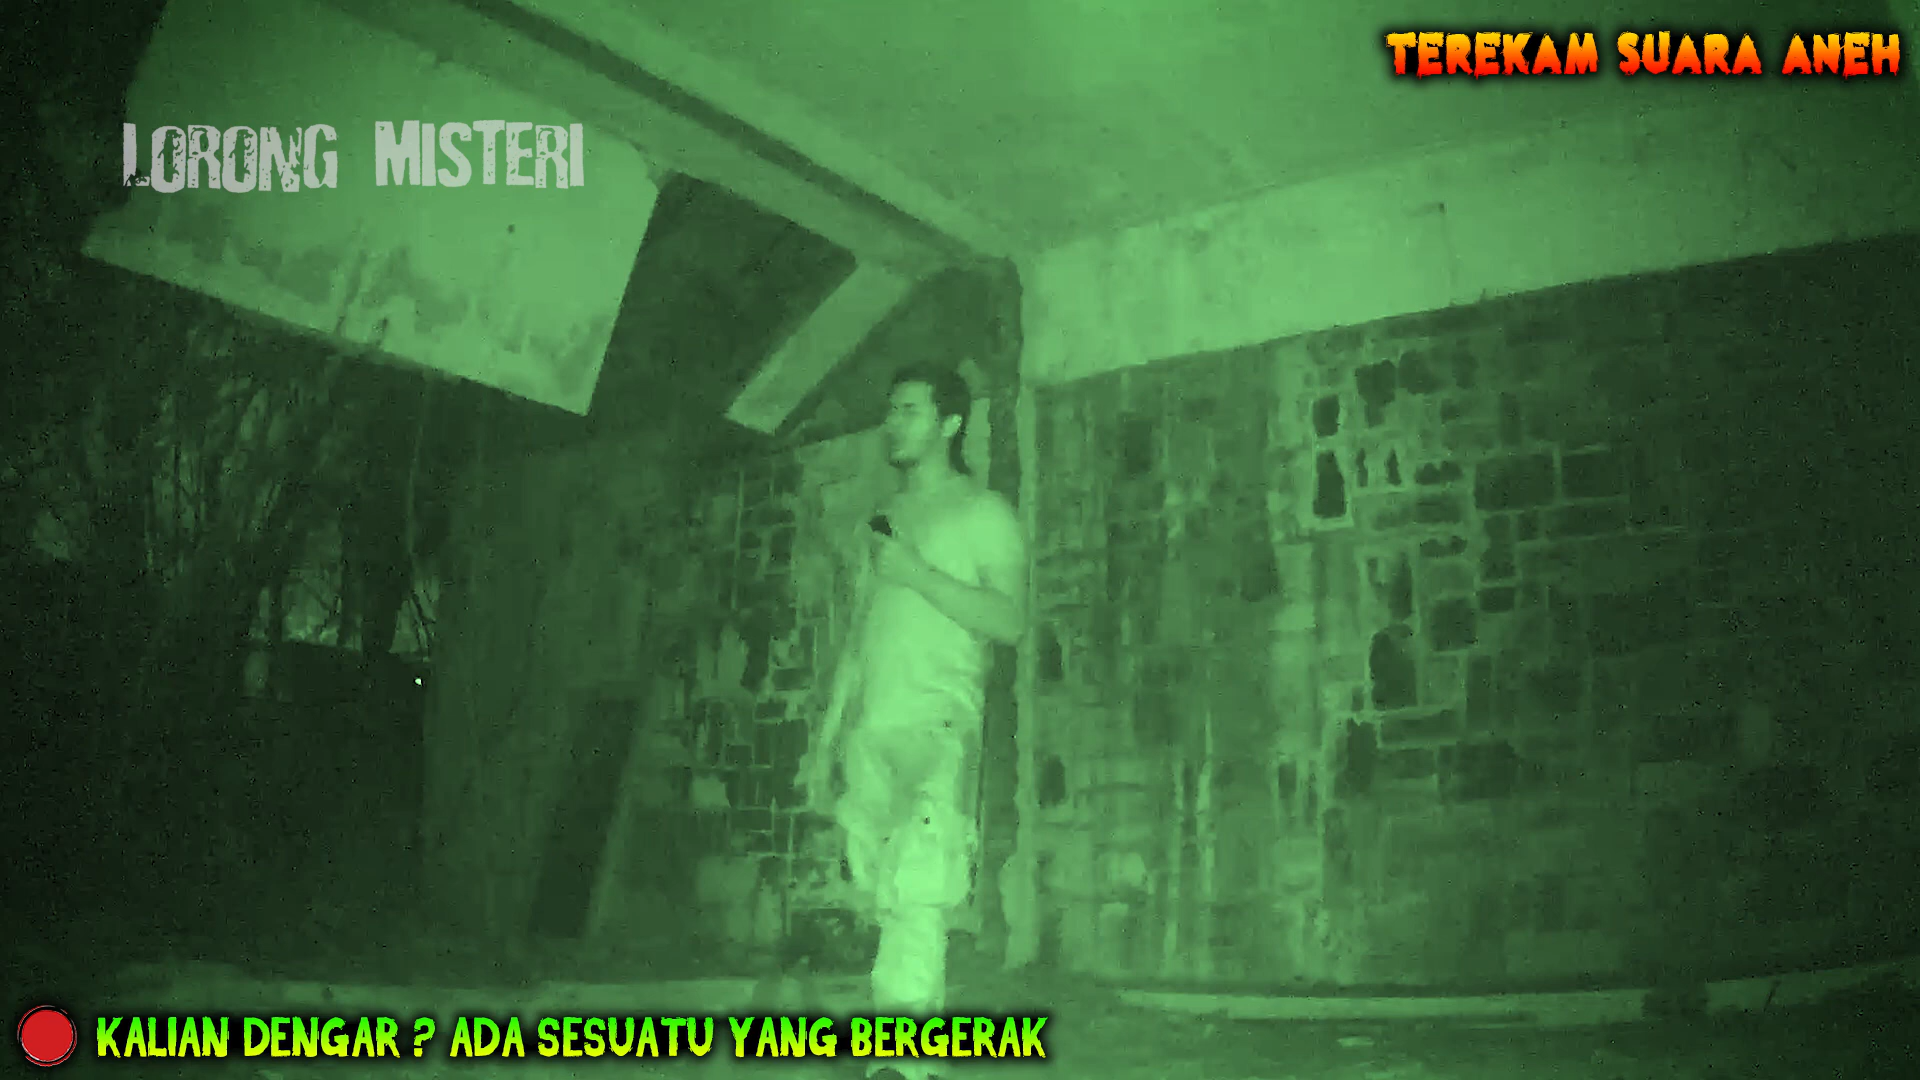 TEREKAM SUARA ANEH
LORONG MISTERI
KALIAN DENGAR ? ADA SESUATU YANG BERGERAK